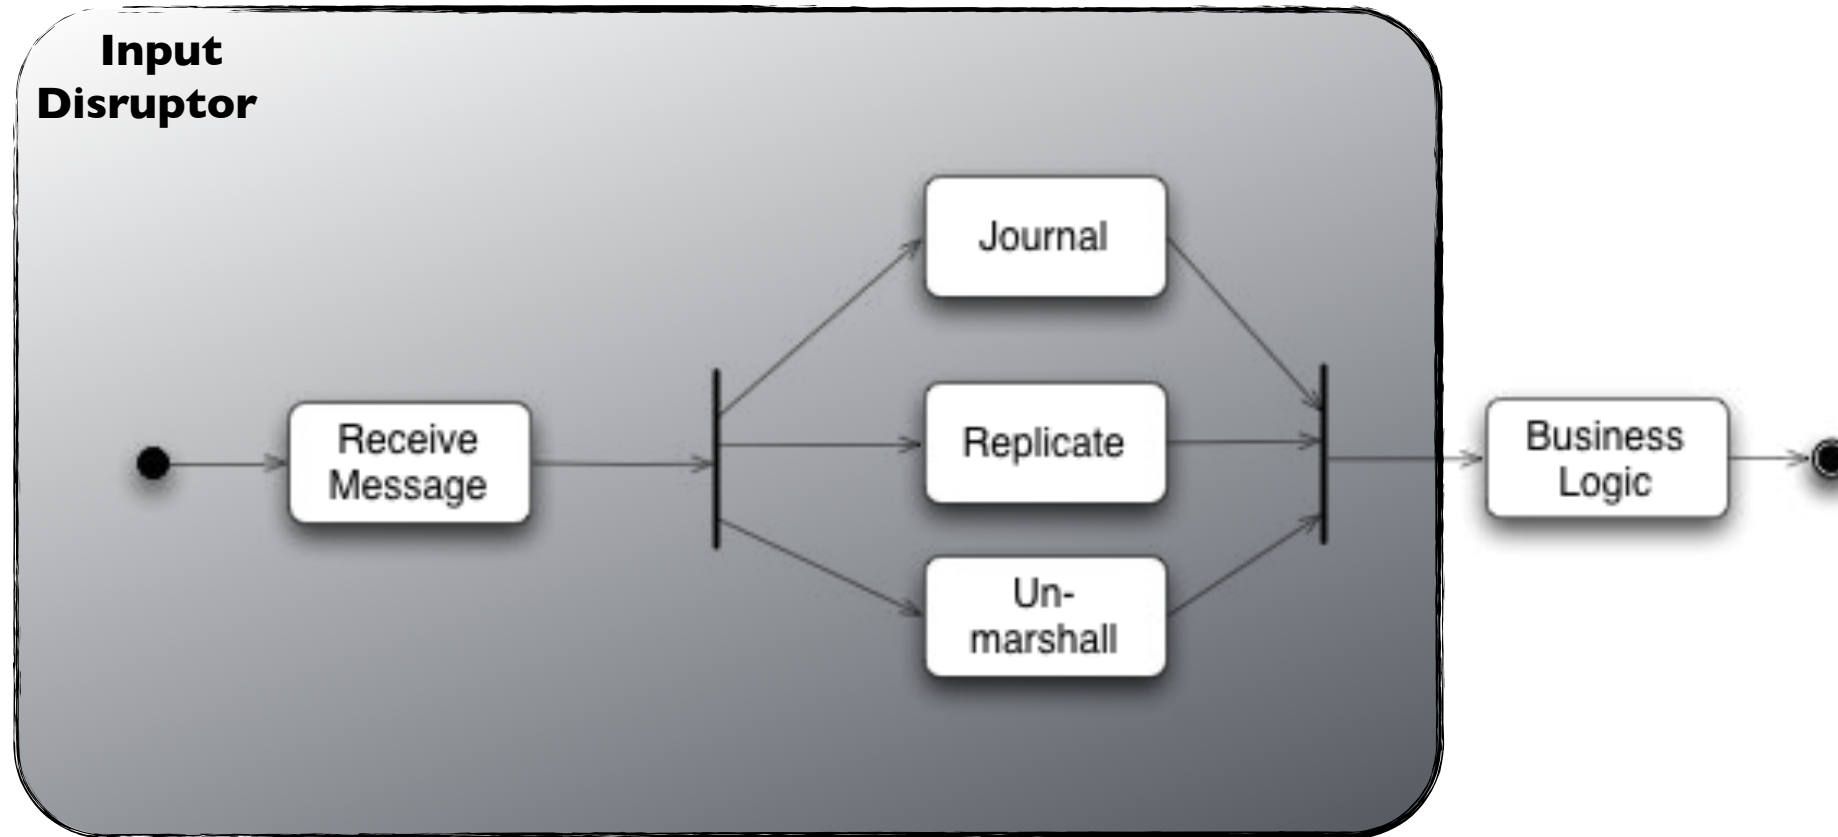 Input
Disruptor
Journal
Receive
Message
Replicate
Un-
marshall
Business
Logic